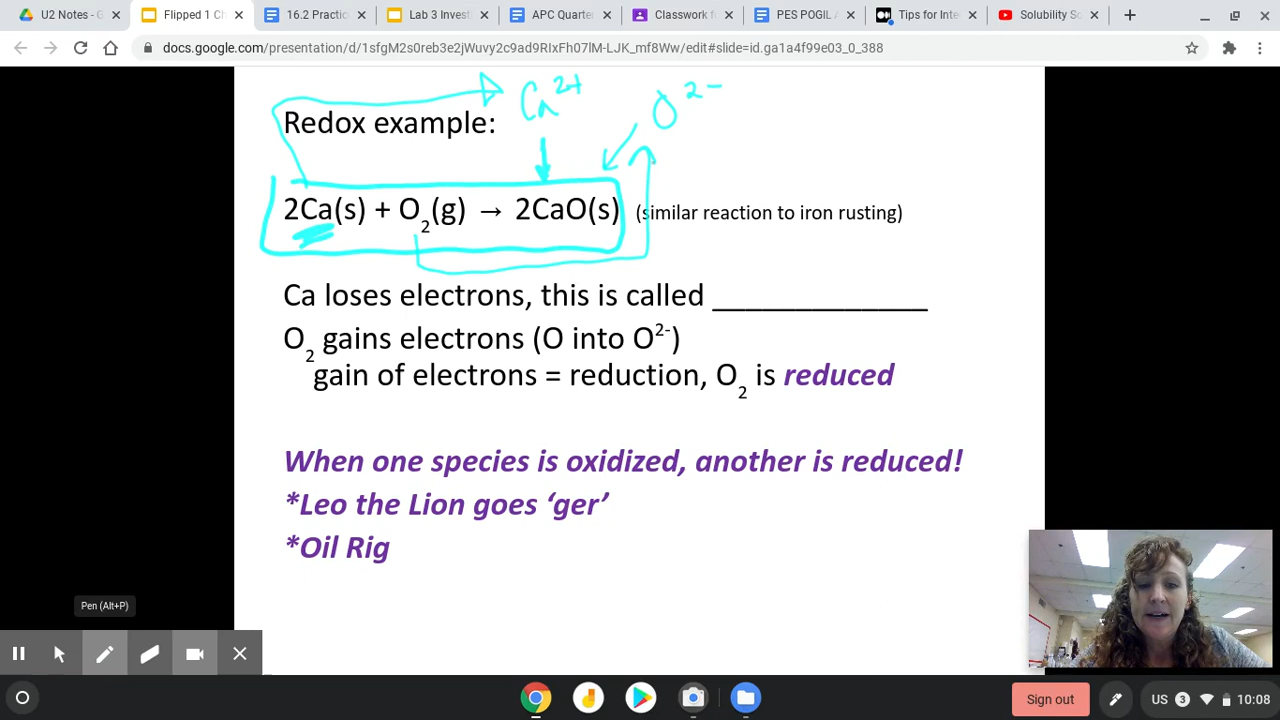 U2 Notes - G
Flipped 1 Ch
16.2 Practic
Lab 3 Invest
APC Quarter
Classwork f
PES POGIL A
Tips for Inte
Solubility Sc
docs.google.com/presentation/d/1sfgM2s0reb3e2jWuvy2c9ad9RIxFh07lM-LJK_mf8Ww/edit#slide=id.ga1a4f99e03_0_388
Ca²⁺ O²⁻
Redox example:
2Ca(s) + O₂(g) → 2CaO(s) (similar reaction to iron rusting)
Ca loses electrons, this is called _____________
O₂ gains electrons (O into O²⁻)
gain of electrons = reduction, O₂ is reduced
When one species is oxidized, another is reduced!
*Leo the Lion goes ‘ger’
*Oil Rig
Pen (Alt+P)
Sign out
US 3 10:08